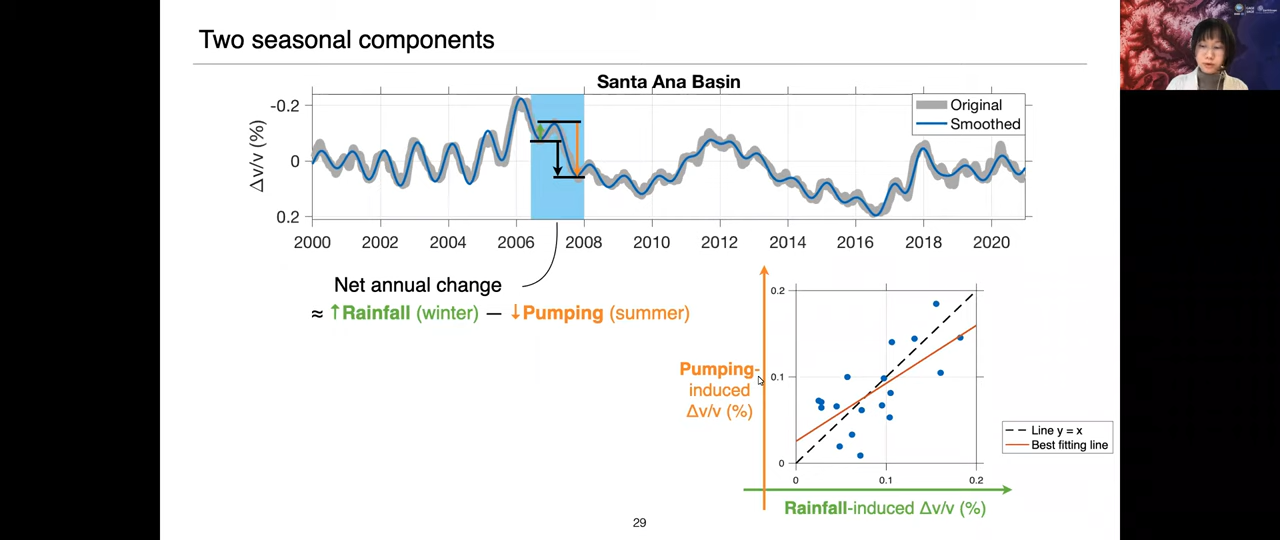 Two seasonal components
Santa Ana Basin
Δv/v (%)
-0.2
0
0.2
Original
Smoothed
2000 2002 2004 2006 2008 2010 2012 2014 2016 2018 2020
Net annual change
≈ ↑Rainfall (winter) — ↓Pumping (summer)
Pumping-
induced
Δv/v (%)
0.2
0.1
0
0 0.1 0.2
Line y = x
Best fitting line
Rainfall-induced Δv/v (%)
29